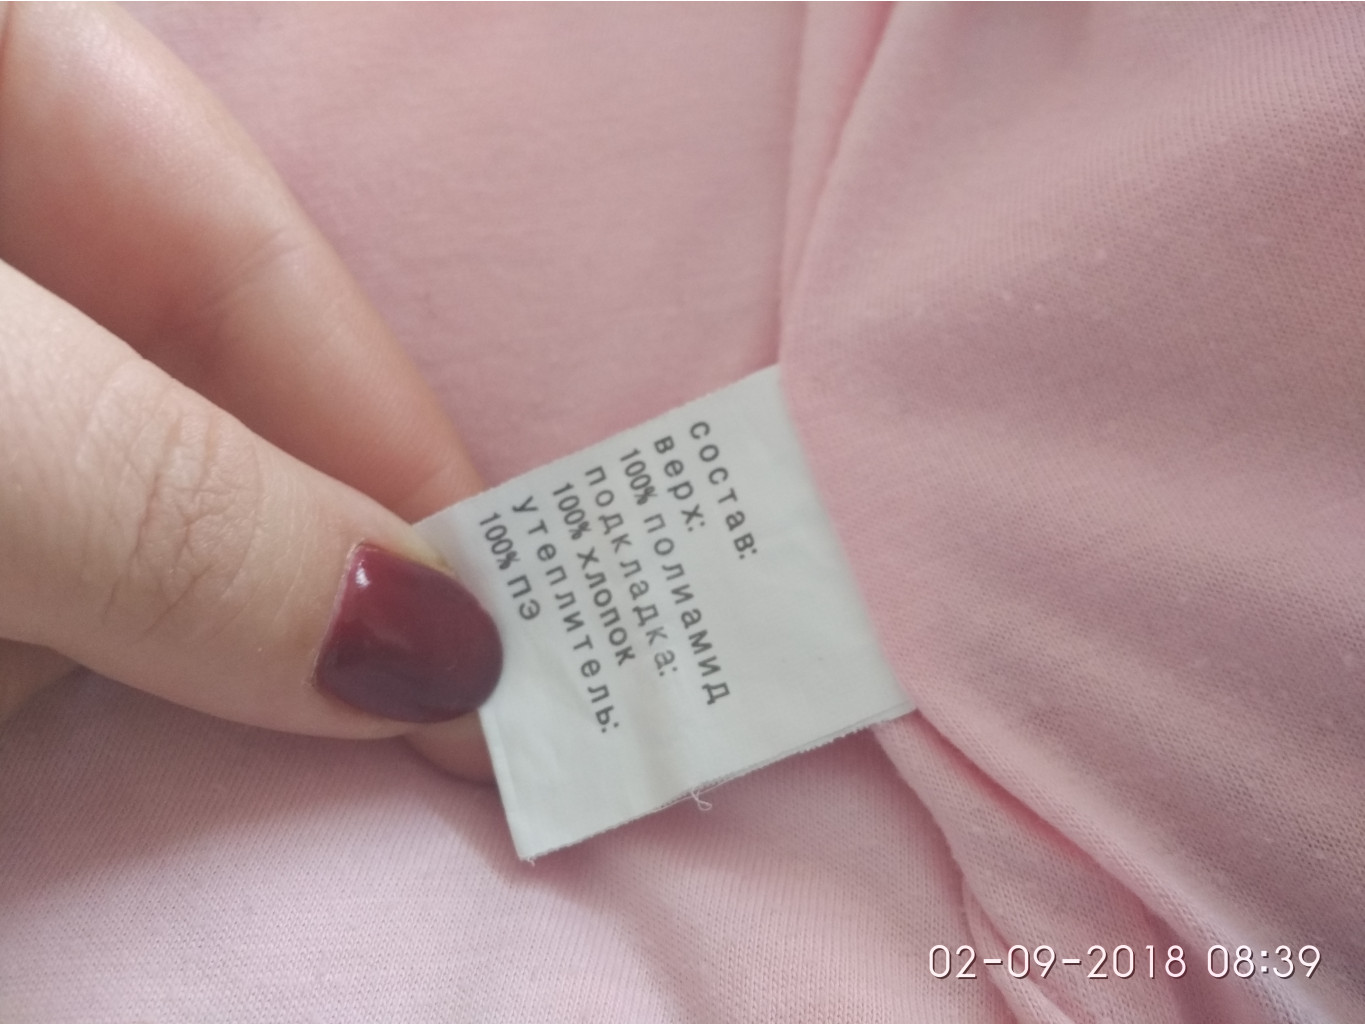 состав:
верх:
100% полиамид
подкладка:
100% хлопок
утеплитель:
100% ПЭ
02-09-2018 08:39